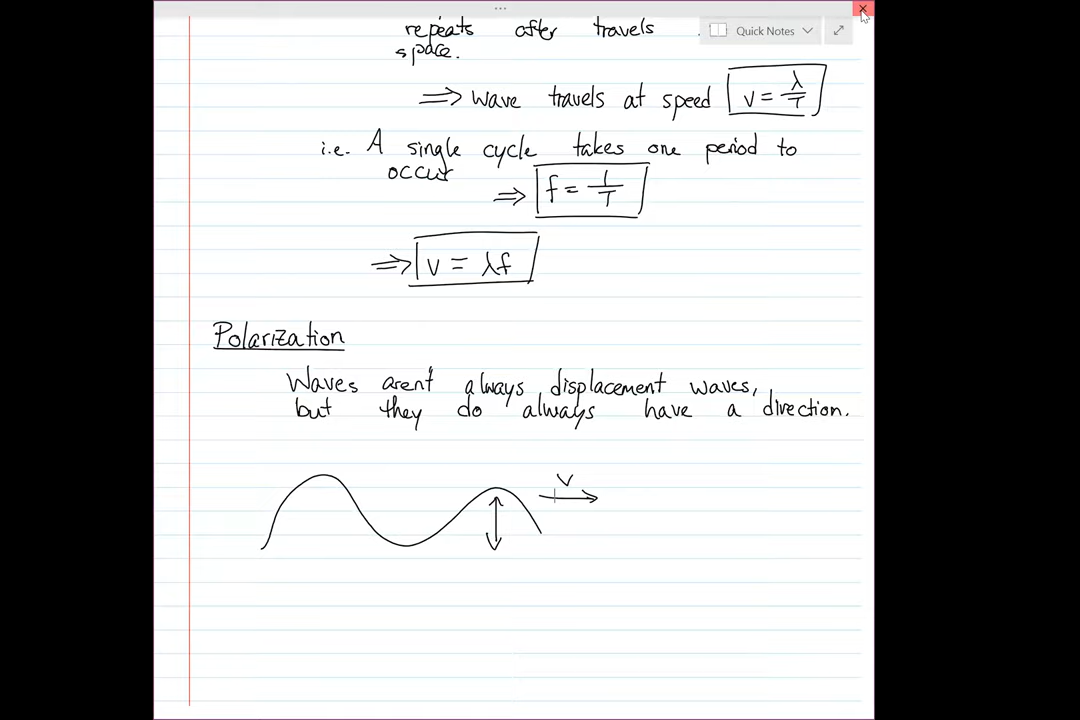 repeats after travels
space.
Quick Notes
⇒ wave travels at speed v = λ/T
i.e. A single cycle takes one period to
occur
⇒ f = 1/T
⇒ v = λf
Polarization
Waves aren't always displacement waves,
but they do always have a direction.
v